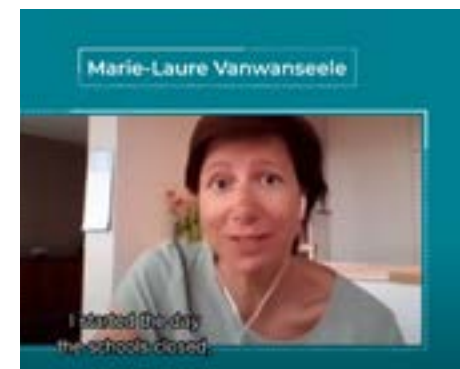 Marie-Laure Vanwanseele
I started the day
the schools closed,